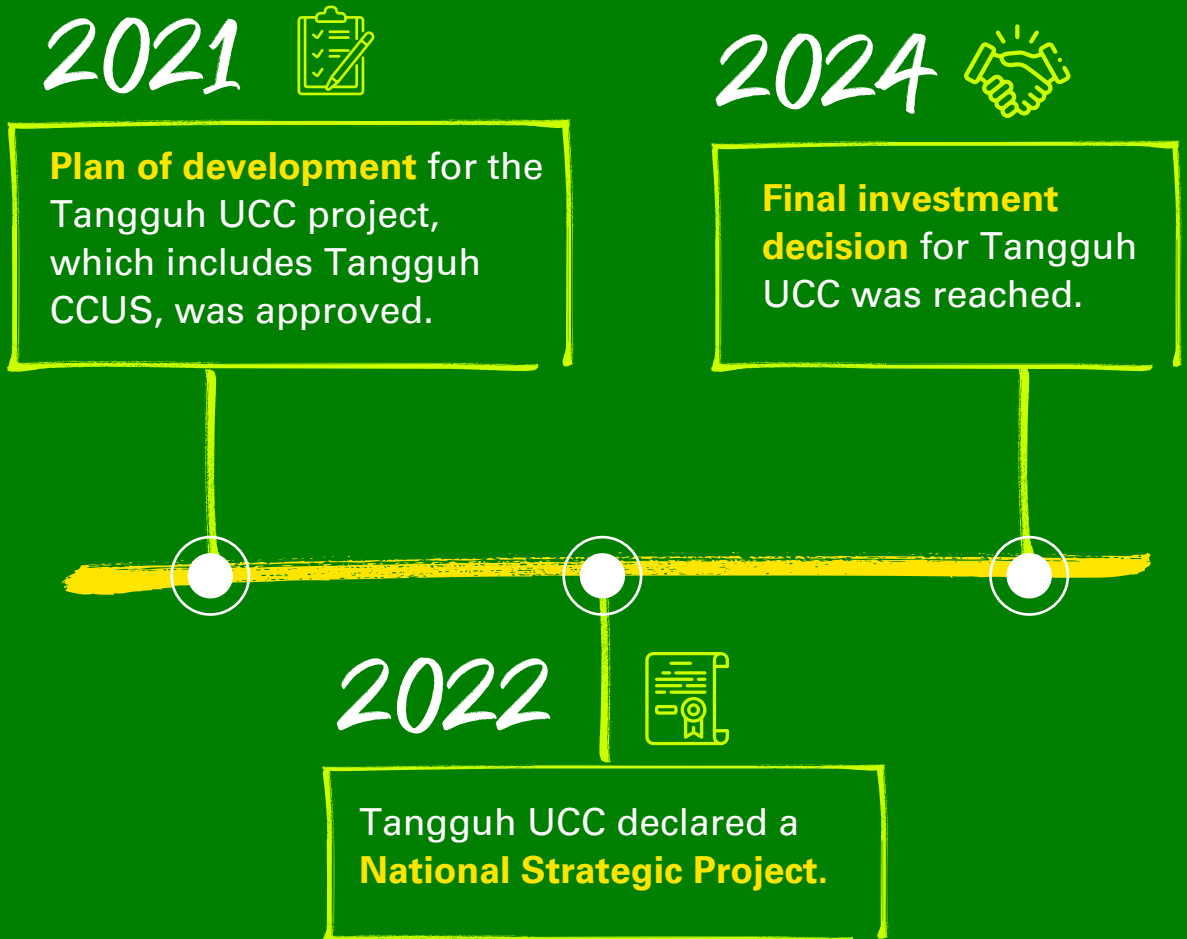 2021
Plan of development for the
Tangguh UCC project,
which includes Tangguh
CCUS, was approved.
2022
Tangguh UCC declared a
National Strategic Project.
2024
Final investment
decision for Tangguh
UCC was reached.